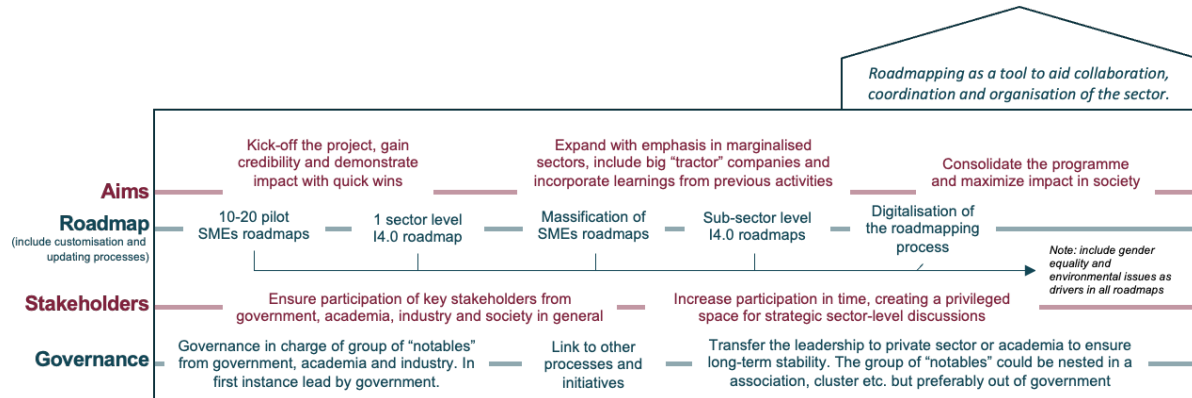 Roadmapping as a tool to aid collaboration,
coordination and organisation of the sector.
Aims
Kick-off the project, gain
credibility and demonstrate
impact with quick wins
Expand with emphasis in marginalised
sectors, include big “tractor” companies and
incorporate learnings from previous activities
Consolidate the programme
and maximize impact in society
Roadmap
(include customisation and
updating processes)
10-20 pilot
SMEs roadmaps
1 sector level
I4.0 roadmap
Massification of
SMEs roadmaps
Sub-sector level
I4.0 roadmaps
Digitalisation of
the roadmapping
process
Note: include gender
equality and
environmental issues as
drivers in all roadmaps
Stakeholders
Ensure participation of key stakeholders from
government, academia, industry and society in general
Increase participation in time, creating a privileged
space for strategic sector-level discussions
Governance
Governance in charge of group of “notables”
from government, academia and industry. In
first instance lead by government.
Link to other
processes and
initiatives
Transfer the leadership to private sector or academia to ensure
long-term stability. The group of “notables” could be nested in a
association, cluster etc. but preferably out of government